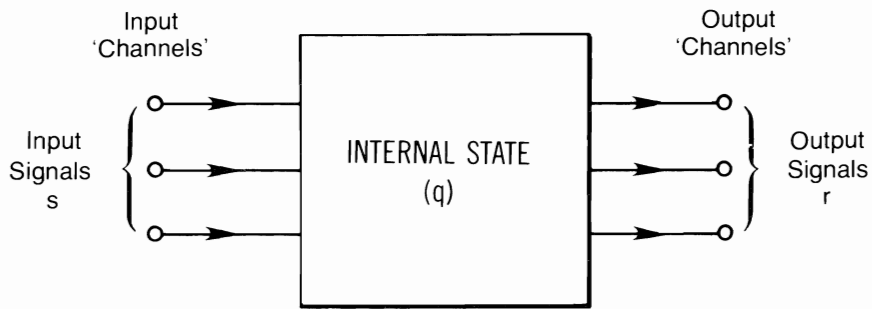 Input
'Channels'
Input
Signals
s
INTERNAL STATE
(q)
Output
'Channels'
Output
Signals
r